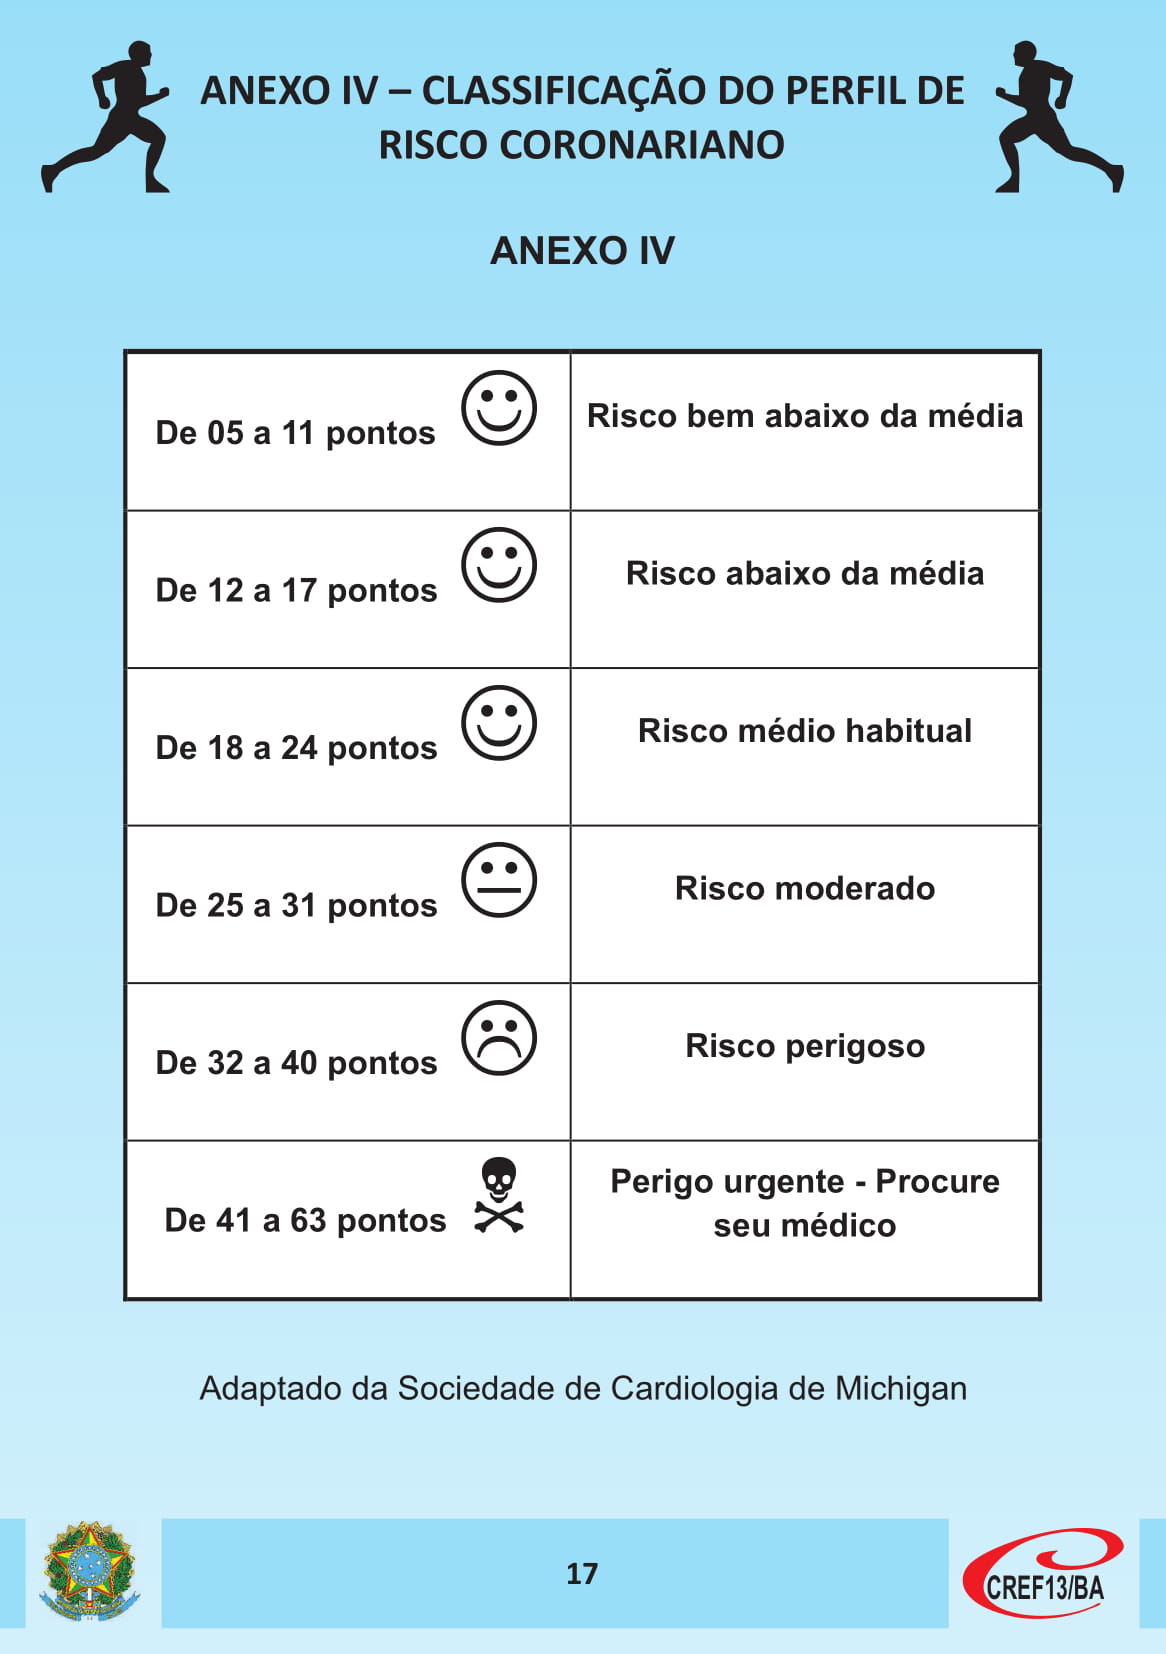 ANEXO IV – CLASSIFICAÇÃO DO PERFIL DE
RISCO CORONARIANO
ANEXO IV
De 05 a 11 pontos
Risco bem abaixo da média
De 12 a 17 pontos
Risco abaixo da média
De 18 a 24 pontos
Risco médio habitual
De 25 a 31 pontos
Risco moderado
De 32 a 40 pontos
Risco perigoso
De 41 a 63 pontos
Perigo urgente - Procure
seu médico
Adaptado da Sociedade de Cardiologia de Michigan
17
CREF13/BA